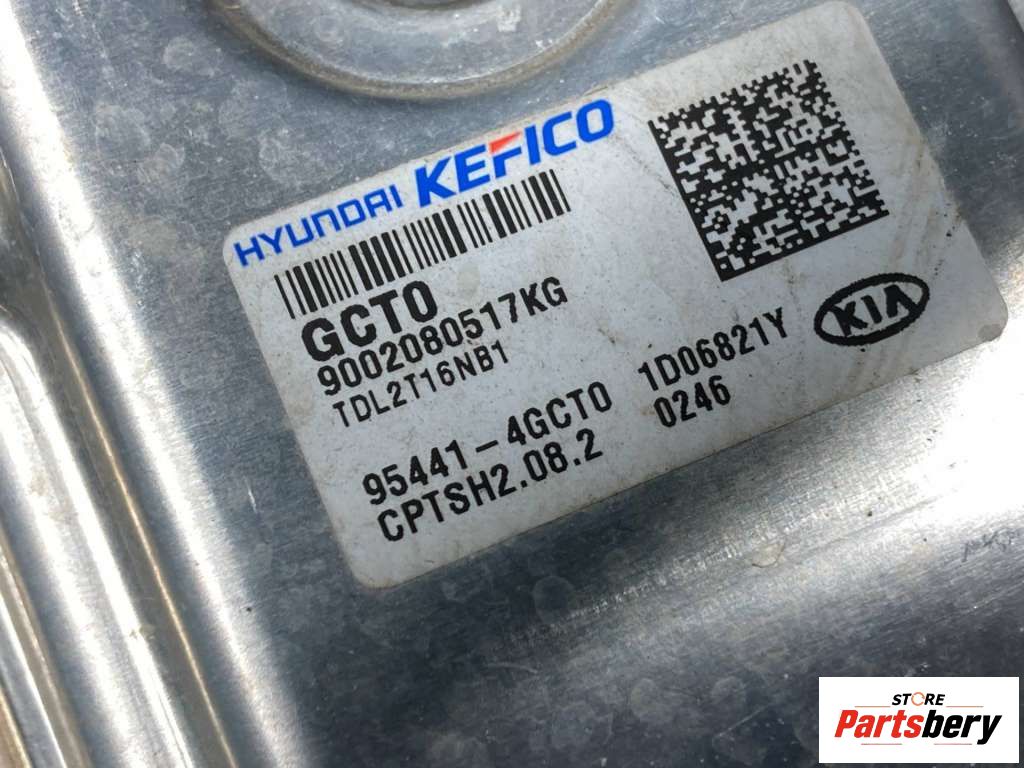 HYUNDAI KEFICO
GCT0
9002080517KG
TDL2T16NB1
95441-4GCT0 1D06821Y
CPTSH2.08.2 0246
KIA
STORE
Partsbery